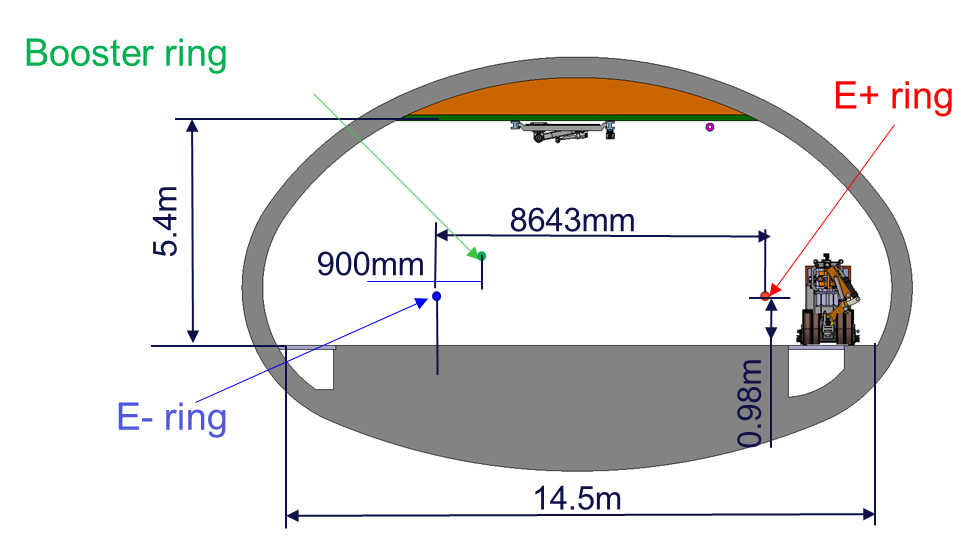 Booster ring
E+ ring
5.4m
8643mm
900mm
E- ring
0.98m
14.5m